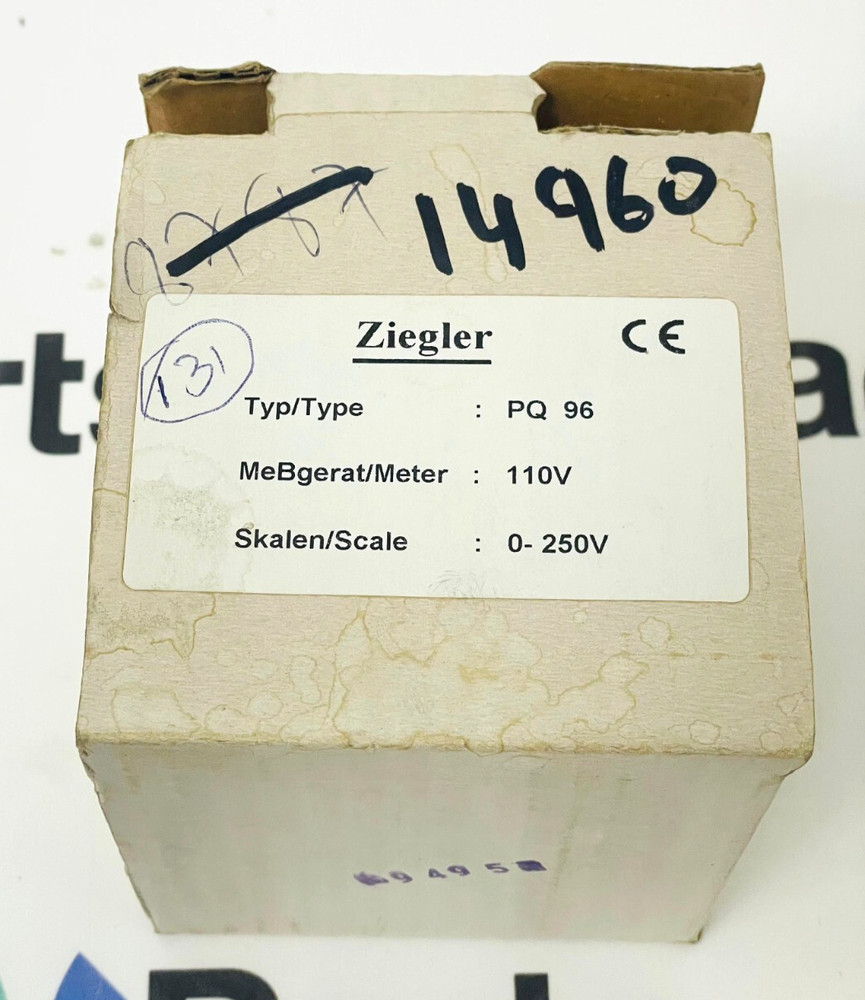 14960
Ziegler CE
131
Typ/Type : PQ 96
MeBgerat/Meter : 110V
Skalen/Scale : 0- 250V